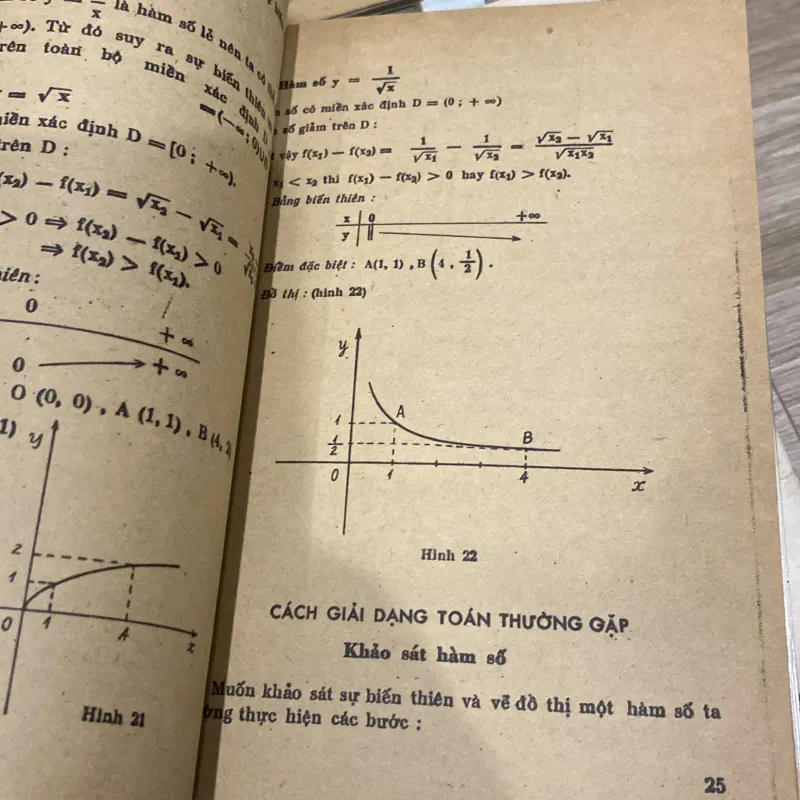 là hàm số lẻ nên ta có
+∞). Từ đó suy ra sự biến thiên
trên toàn bộ miền xác định
= (−∞; 0)U
= √x
miền xác định D = [0; +∞).
trên D :
f(x₂) − f(x₁) = √x₂ − √x₁ =
> 0 ⇒ f(x₂) − f(x₁) > 0
⇒ f(x₂) > f(x₁).
thiên :
0 +∞
0 +∞
O (0, 0) , A (1, 1) , B (4, 2
1)
y
2
1
0 1 4 x
Hình 21
Hàm số y = 1/√x
số có miền xác định D = (0 ; + ∞)
số giảm trên D :
vậy f(x₁) − f(x₂) = 1/√x₁ − 1/√x₂ = (√x₂ − √x₁)/√x₁x₂
x₁ < x₂ thì f(x₁) − f(x₂) > 0 hay f(x₁) > f(x₂).
Bảng biến thiên :
x 0 +∞
y
Điểm đặc biệt : A(1, 1) , B(4 , 1/2) .
Đồ thị : (hình 22)
y
A
1
1/2
B
0 1 4 x
Hình 22
CÁCH GIẢI DẠNG TOÁN THƯỜNG GẶP
Khảo sát hàm số
Muốn khảo sát sự biến thiên và vẽ đồ thị một hàm số ta
thực hiện các bước :
25